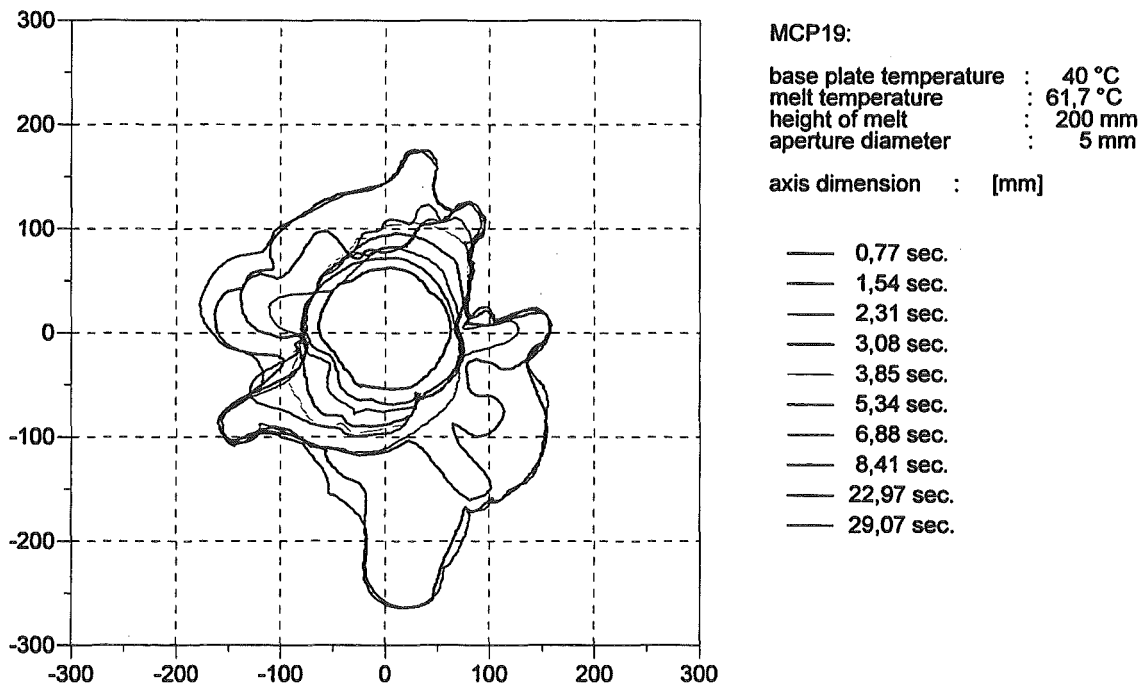 MCP19:
base plate temperature : 40 °C
melt temperature : 61,7 °C
height of melt : 200 mm
aperture diameter : 5 mm
axis dimension : [mm]
0,77 sec.
1,54 sec.
2,31 sec.
3,08 sec.
3,85 sec.
5,34 sec.
6,88 sec.
8,41 sec.
22,97 sec.
29,07 sec.
300
200
100
0
-100
-200
-300
-300 -200 -100 0 100 200 300